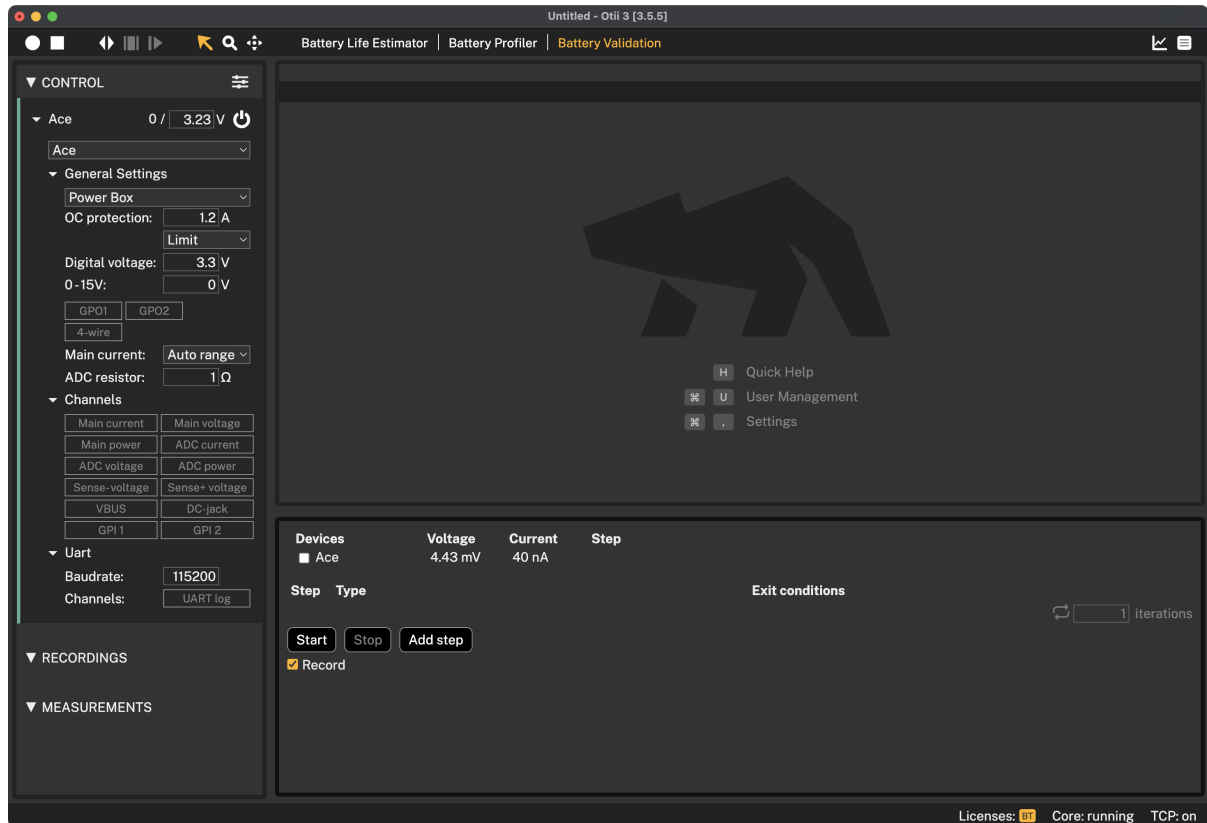 Untitled - Otii 3 [3.5.5]
Battery Life Estimator Battery Profiler Battery Validation
CONTROL
Ace 0 / 3.23 V
Ace
General Settings
Power Box
OC protection: 1.2 A
Limit
Digital voltage: 3.3 V
0-15V: 0 V
GPO1 GPO2
4-wire
Main current: Auto range
ADC resistor: 1 Ω
Channels
Main current Main voltage
Main power ADC current
ADC voltage ADC power
Sense-voltage Sense+ voltage
VBUS DC-jack
GPI 1 GPI 2
Uart
Baudrate: 115200
Channels: UART log
RECORDINGS
MEASUREMENTS
H Quick Help
⌘ U User Management
⌘ , Settings
Devices Voltage Current Step
Ace 4.43 mV 40 nA
Step Type Exit conditions
1 iterations
Start Stop Add step
Record
Licenses: BT Core: running TCP: on